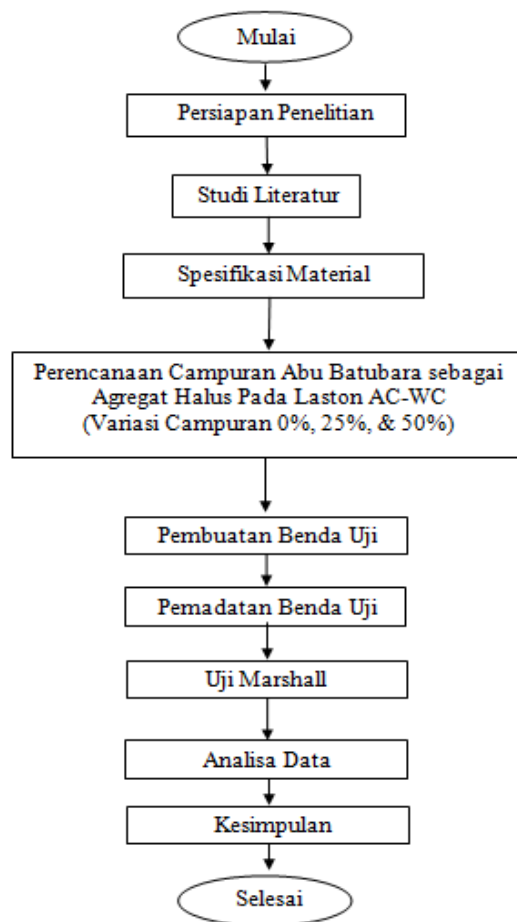 Mulai
Persiapan Penelitian
Studi Literatur
Spesifikasi Material
Perencanaan Campuran Abu Batubara sebagai
Agregat Halus Pada Laston AC-WC
(Variasi Campuran 0%, 25%, & 50%)
Pembuatan Benda Uji
Pemadatan Benda Uji
Uji Marshall
Analisa Data
Kesimpulan
Selesai